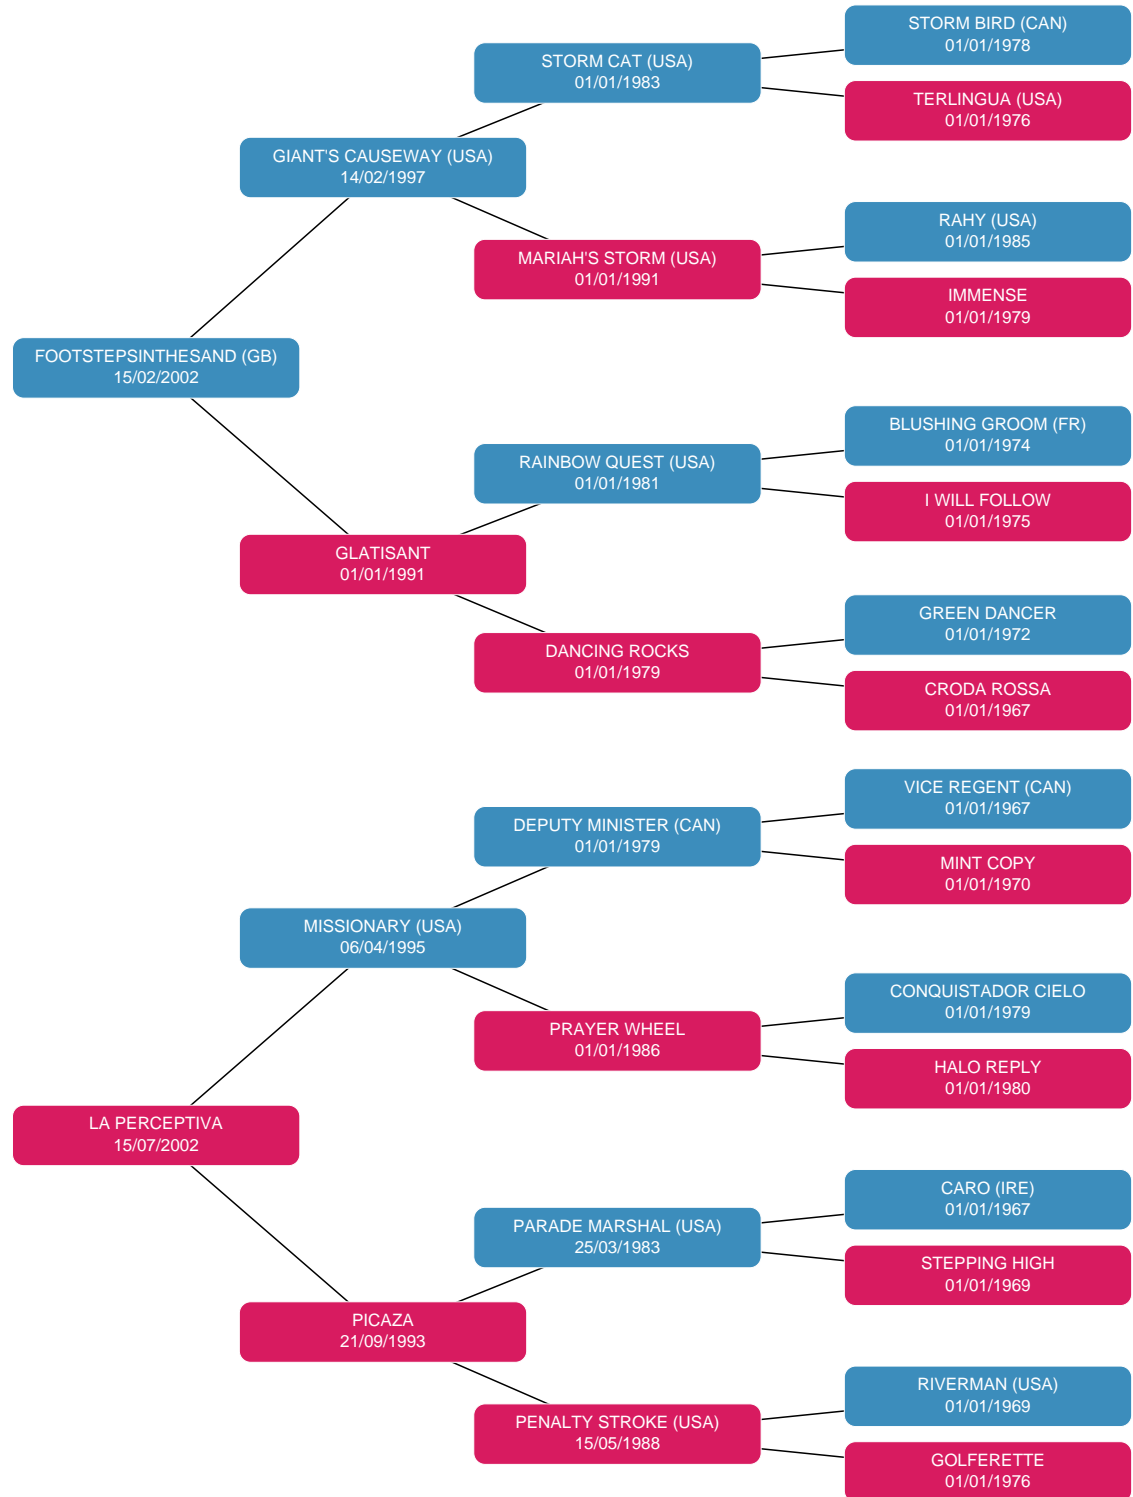 STORM BIRD (CAN)
01/01/1978
STORM CAT (USA)
01/01/1983
TERLINGUA (USA)
01/01/1976
GIANT'S CAUSEWAY (USA)
14/02/1997
RAHY (USA)
01/01/1985
MARIAH'S STORM (USA)
01/01/1991
IMMENSE
01/01/1979
FOOTSTEPSINTHESAND (GB)
15/02/2002
BLUSHING GROOM (FR)
01/01/1974
RAINBOW QUEST (USA)
01/01/1981
I WILL FOLLOW
01/01/1975
GLATISANT
01/01/1991
GREEN DANCER
01/01/1972
DANCING ROCKS
01/01/1979
CRODA ROSSA
01/01/1967
VICE REGENT (CAN)
01/01/1967
DEPUTY MINISTER (CAN)
01/01/1979
MINT COPY
01/01/1970
MISSIONARY (USA)
06/04/1995
CONQUISTADOR CIELO
01/01/1979
PRAYER WHEEL
01/01/1986
HALO REPLY
01/01/1980
LA PERCEPTIVA
15/07/2002
CARO (IRE)
01/01/1967
PARADE MARSHAL (USA)
25/03/1983
STEPPING HIGH
01/01/1969
PICAZA
21/09/1993
RIVERMAN (USA)
01/01/1969
PENALTY STROKE (USA)
15/05/1988
GOLFERETTE
01/01/1976